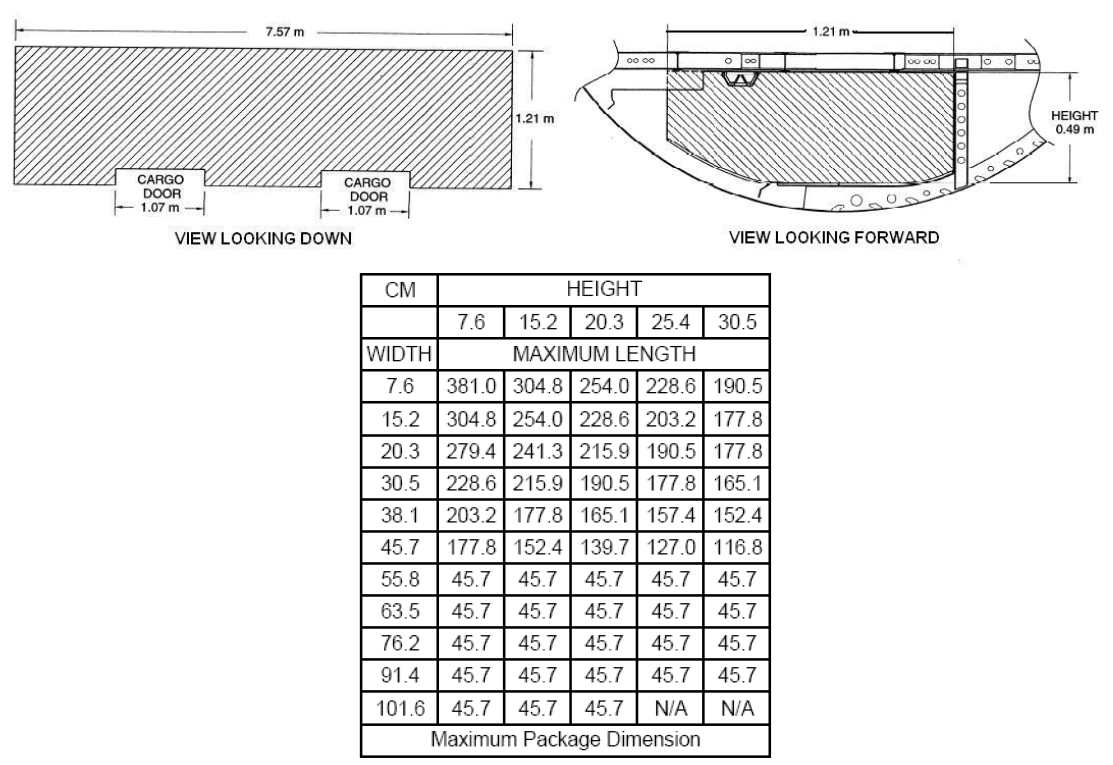 7.57 m
1.21 m
CARGO
DOOR
1.07 m
CARGO
DOOR
1.07 m
VIEW LOOKING DOWN
1.21 m
HEIGHT
0.49 m
VIEW LOOKING FORWARD
CM HEIGHT
7.6 15.2 20.3 25.4 30.5
WIDTH MAXIMUM LENGTH
7.6 381.0 304.8 254.0 228.6 190.5
15.2 304.8 254.0 228.6 203.2 177.8
20.3 279.4 241.3 215.9 190.5 177.8
30.5 228.6 215.9 190.5 177.8 165.1
38.1 203.2 177.8 165.1 157.4 152.4
45.7 177.8 152.4 139.7 127.0 116.8
55.8 45.7 45.7 45.7 45.7 45.7
63.5 45.7 45.7 45.7 45.7 45.7
76.2 45.7 45.7 45.7 45.7 45.7
91.4 45.7 45.7 45.7 45.7 45.7
101.6 45.7 45.7 45.7 N/A N/A
Maximum Package Dimension